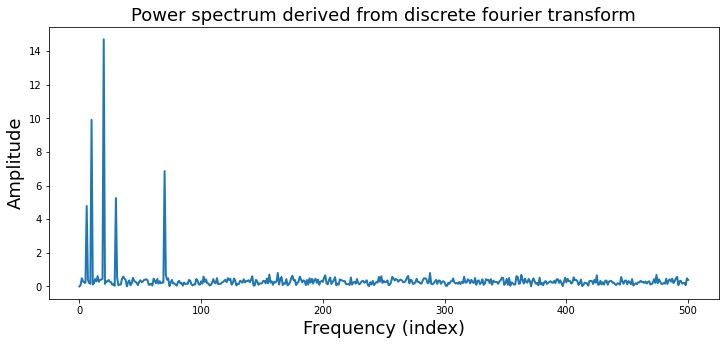 Power spectrum derived from discrete fourier transform
Amplitude
14
12
10
8
6
4
2
0
0 100 200 300 400 500
Frequency (index)